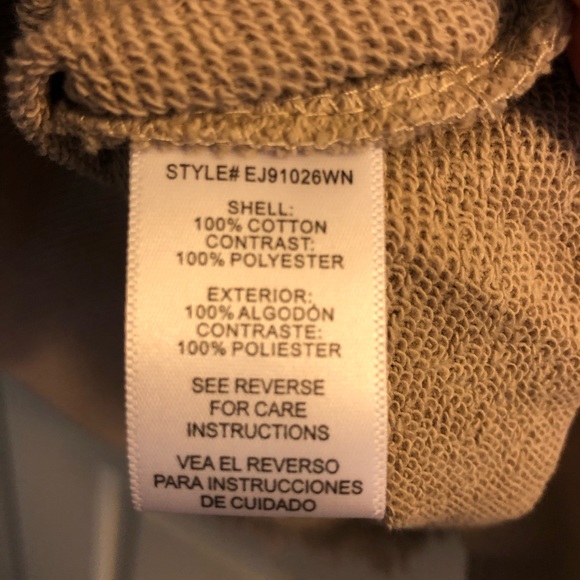 STYLE# EJ91026WN
SHELL:
100% COTTON
CONTRAST:
100% POLYESTER
EXTERIOR:
100% ALGODÓN
CONTRASTE:
100% POLIESTER
SEE REVERSE
FOR CARE
INSTRUCTIONS
VEA EL REVERSO
PARA INSTRUCCIONES
DE CUIDADO